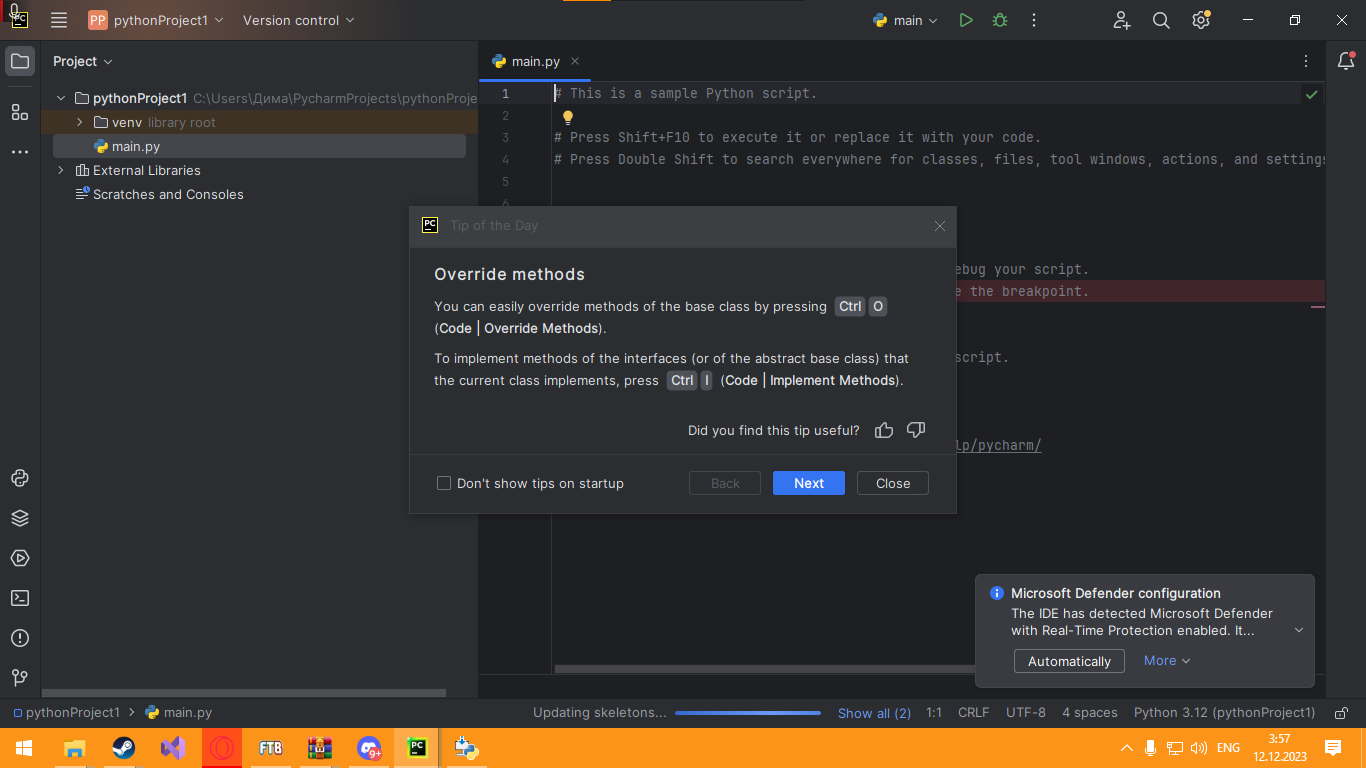 PC
PP pythonProject1 Version control main
Project
main.py
pythonProject1 C:\Users\Дима\PycharmProjects\pythonProje
venv library root
main.py
External Libraries
Scratches and Consoles
1 # This is a sample Python script.
2
3 # Press Shift+F10 to execute it or replace it with your code.
4 # Press Double Shift to search everywhere for classes, files, tool windows, actions, and settings
5
6
ebug your script.
e the breakpoint.
script.
lp/pycharm/
PC Tip of the Day
Override methods
You can easily override methods of the base class by pressing Ctrl O
(Code | Override Methods).
To implement methods of the interfaces (or of the abstract base class) that
the current class implements, press Ctrl I (Code | Implement Methods).
Did you find this tip useful?
Don't show tips on startup Back Next Close
Microsoft Defender configuration
The IDE has detected Microsoft Defender
with Real-Time Protection enabled. It...
Automatically More
pythonProject1 main.py Updating skeletons... Show all (2) 1:1 CRLF UTF-8 4 spaces Python 3.12 (pythonProject1)
FTB 9+ PC ENG 3:57
12.12.2023